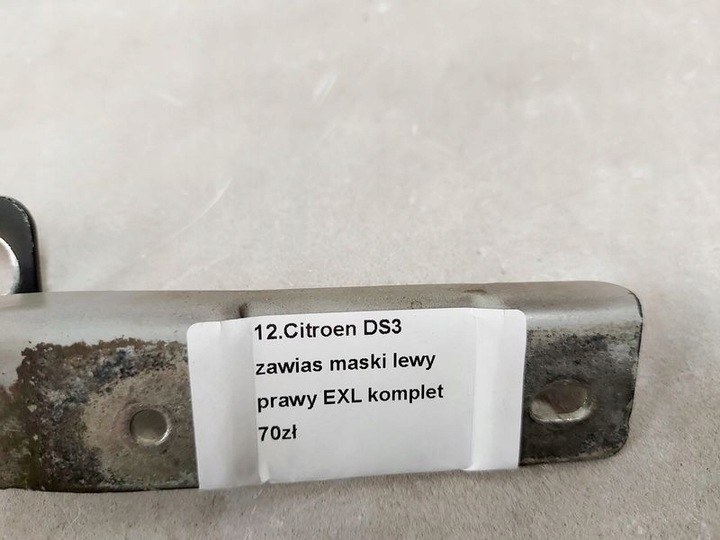 12.Citroen DS3
zawias maski lewy
prawy EXL komplet
70zł